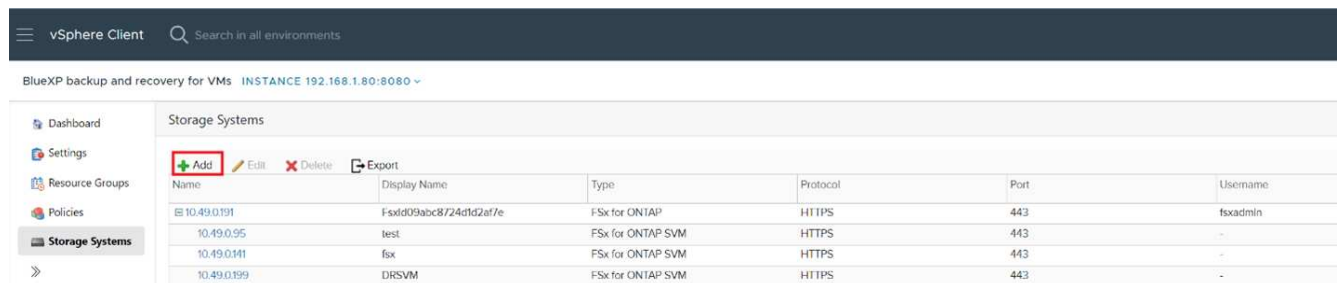 vSphere Client Search in all environments
BlueXP backup and recovery for VMs INSTANCE 192.168.1.80:8080
Dashboard
Settings
Resource Groups
Policies
Storage Systems
Storage Systems
Add Edit Delete Export
Name Display Name Type Protocol Port Username
10.49.0.191 FsxId09abc8724d1d2af7e FSx for ONTAP HTTPS 443 fsxadmin
10.49.0.95 test FSx for ONTAP SVM HTTPS 443 -
10.49.0.141 fsx FSx for ONTAP SVM HTTPS 443 -
10.49.0.199 DRSVM FSx for ONTAP SVM HTTPS 443 -